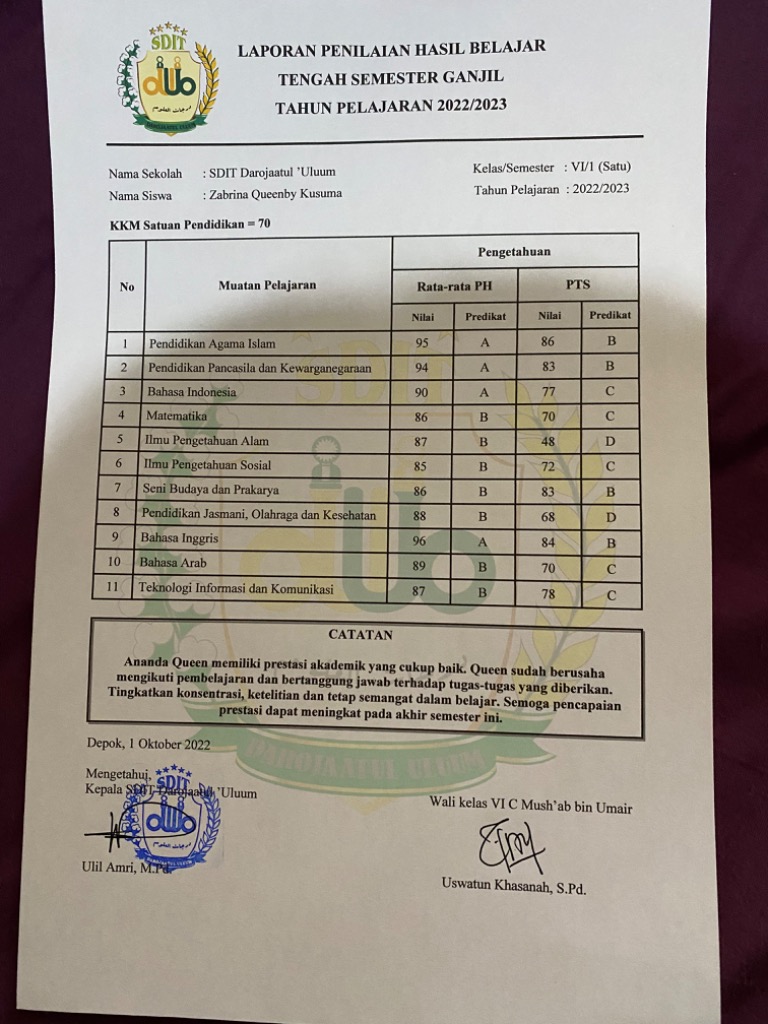 SDIT
dUb
درجات العلوم
DAROJAATUL ULUUM
LAPORAN PENILAIAN HASIL BELAJAR
TENGAH SEMESTER GANJIL
TAHUN PELAJARAN 2022/2023
Nama Sekolah : SDIT Darojaatul 'Uluum Kelas/Semester : VI/1 (Satu)
Nama Siswa : Zabrina Queenby Kusuma Tahun Pelajaran : 2022/2023
KKM Satuan Pendidikan = 70
No Muatan Pelajaran Pengetahuan
Rata-rata PH PTS
Nilai Predikat Nilai Predikat
1 Pendidikan Agama Islam 95 A 86 B
2 Pendidikan Pancasila dan Kewarganegaraan 94 A 83 B
3 Bahasa Indonesia 90 A 77 C
4 Matematika 86 B 70 C
5 Ilmu Pengetahuan Alam 87 B 48 D
6 Ilmu Pengetahuan Sosial 85 B 72 C
7 Seni Budaya dan Prakarya 86 B 83 B
8 Pendidikan Jasmani, Olahraga dan Kesehatan 88 B 68 D
9 Bahasa Inggris 96 A 84 B
10 Bahasa Arab 89 B 70 C
11 Teknologi Informasi dan Komunikasi 87 B 78 C
SDIT
dUb
DAROJAATUL ULUUM
CATATAN
Ananda Queen memiliki prestasi akademik yang cukup baik. Queen sudah berusaha
mengikuti pembelajaran dan bertanggung jawab terhadap tugas-tugas yang diberikan.
Tingkatkan konsentrasi, ketelitian dan tetap semangat dalam belajar. Semoga pencapaian
prestasi dapat meningkat pada akhir semester ini.
Depok, 1 Oktober 2022
Mengetahui,
Kepala SDIT Darojaatul 'Uluum
SDIT
dUb
Ulil Amri, M.Pd.
Wali kelas VI C Mush'ab bin Umair
Uswatun Khasanah, S.Pd.